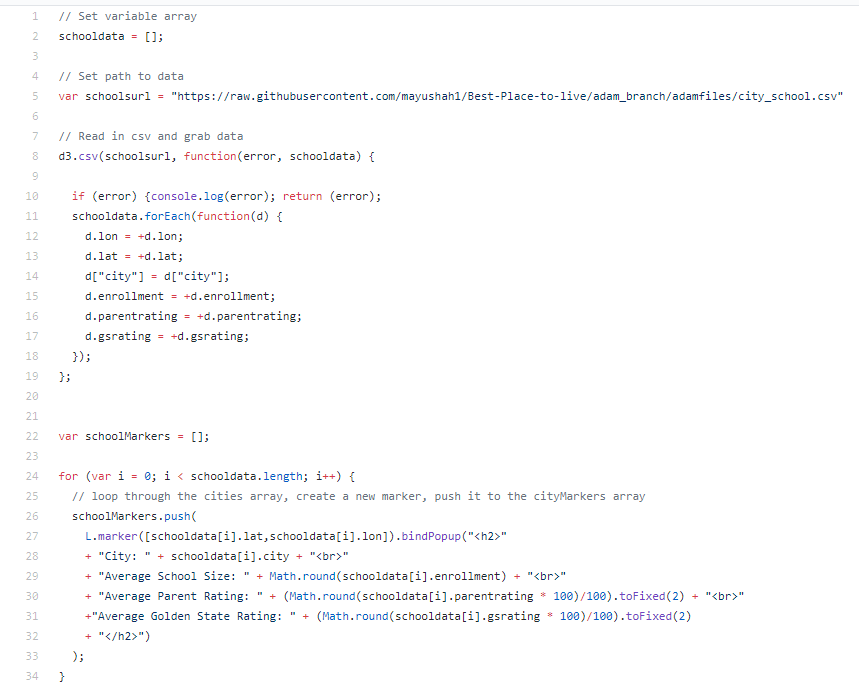 1 // Set variable array
2 schooldata = [];
3
4 // Set path to data
5 var schoolsurl = "https://raw.githubusercontent.com/mayushah1/Best-Place-to-live/adam_branch/adamfiles/city_school.csv"
6
7 // Read in csv and grab data
8 d3.csv(schoolsurl, function(error, schooldata) {
9
10 if (error) {console.log(error); return (error);
11 schooldata.forEach(function(d) {
12 d.lon = +d.lon;
13 d.lat = +d.lat;
14 d["city"] = d["city"];
15 d.enrollment = +d.enrollment;
16 d.parentrating = +d.parentrating;
17 d.gsrating = +d.gsrating;
18 });
19 };
20
21
22 var schoolMarkers = [];
23
24 for (var i = 0; i < schooldata.length; i++) {
25 // loop through the cities array, create a new marker, push it to the cityMarkers array
26 schoolMarkers.push(
27 L.marker([schooldata[i].lat,schooldata[i].lon]).bindPopup("<h2>"
28 + "City: " + schooldata[i].city + "<br>"
29 + "Average School Size: " + Math.round(schooldata[i].enrollment) + "<br>"
30 + "Average Parent Rating: " + (Math.round(schooldata[i].parentrating * 100)/100).toFixed(2) + "<br>"
31 +"Average Golden State Rating: " + (Math.round(schooldata[i].gsrating * 100)/100).toFixed(2)
32 + "</h2>")
33 );
34 }